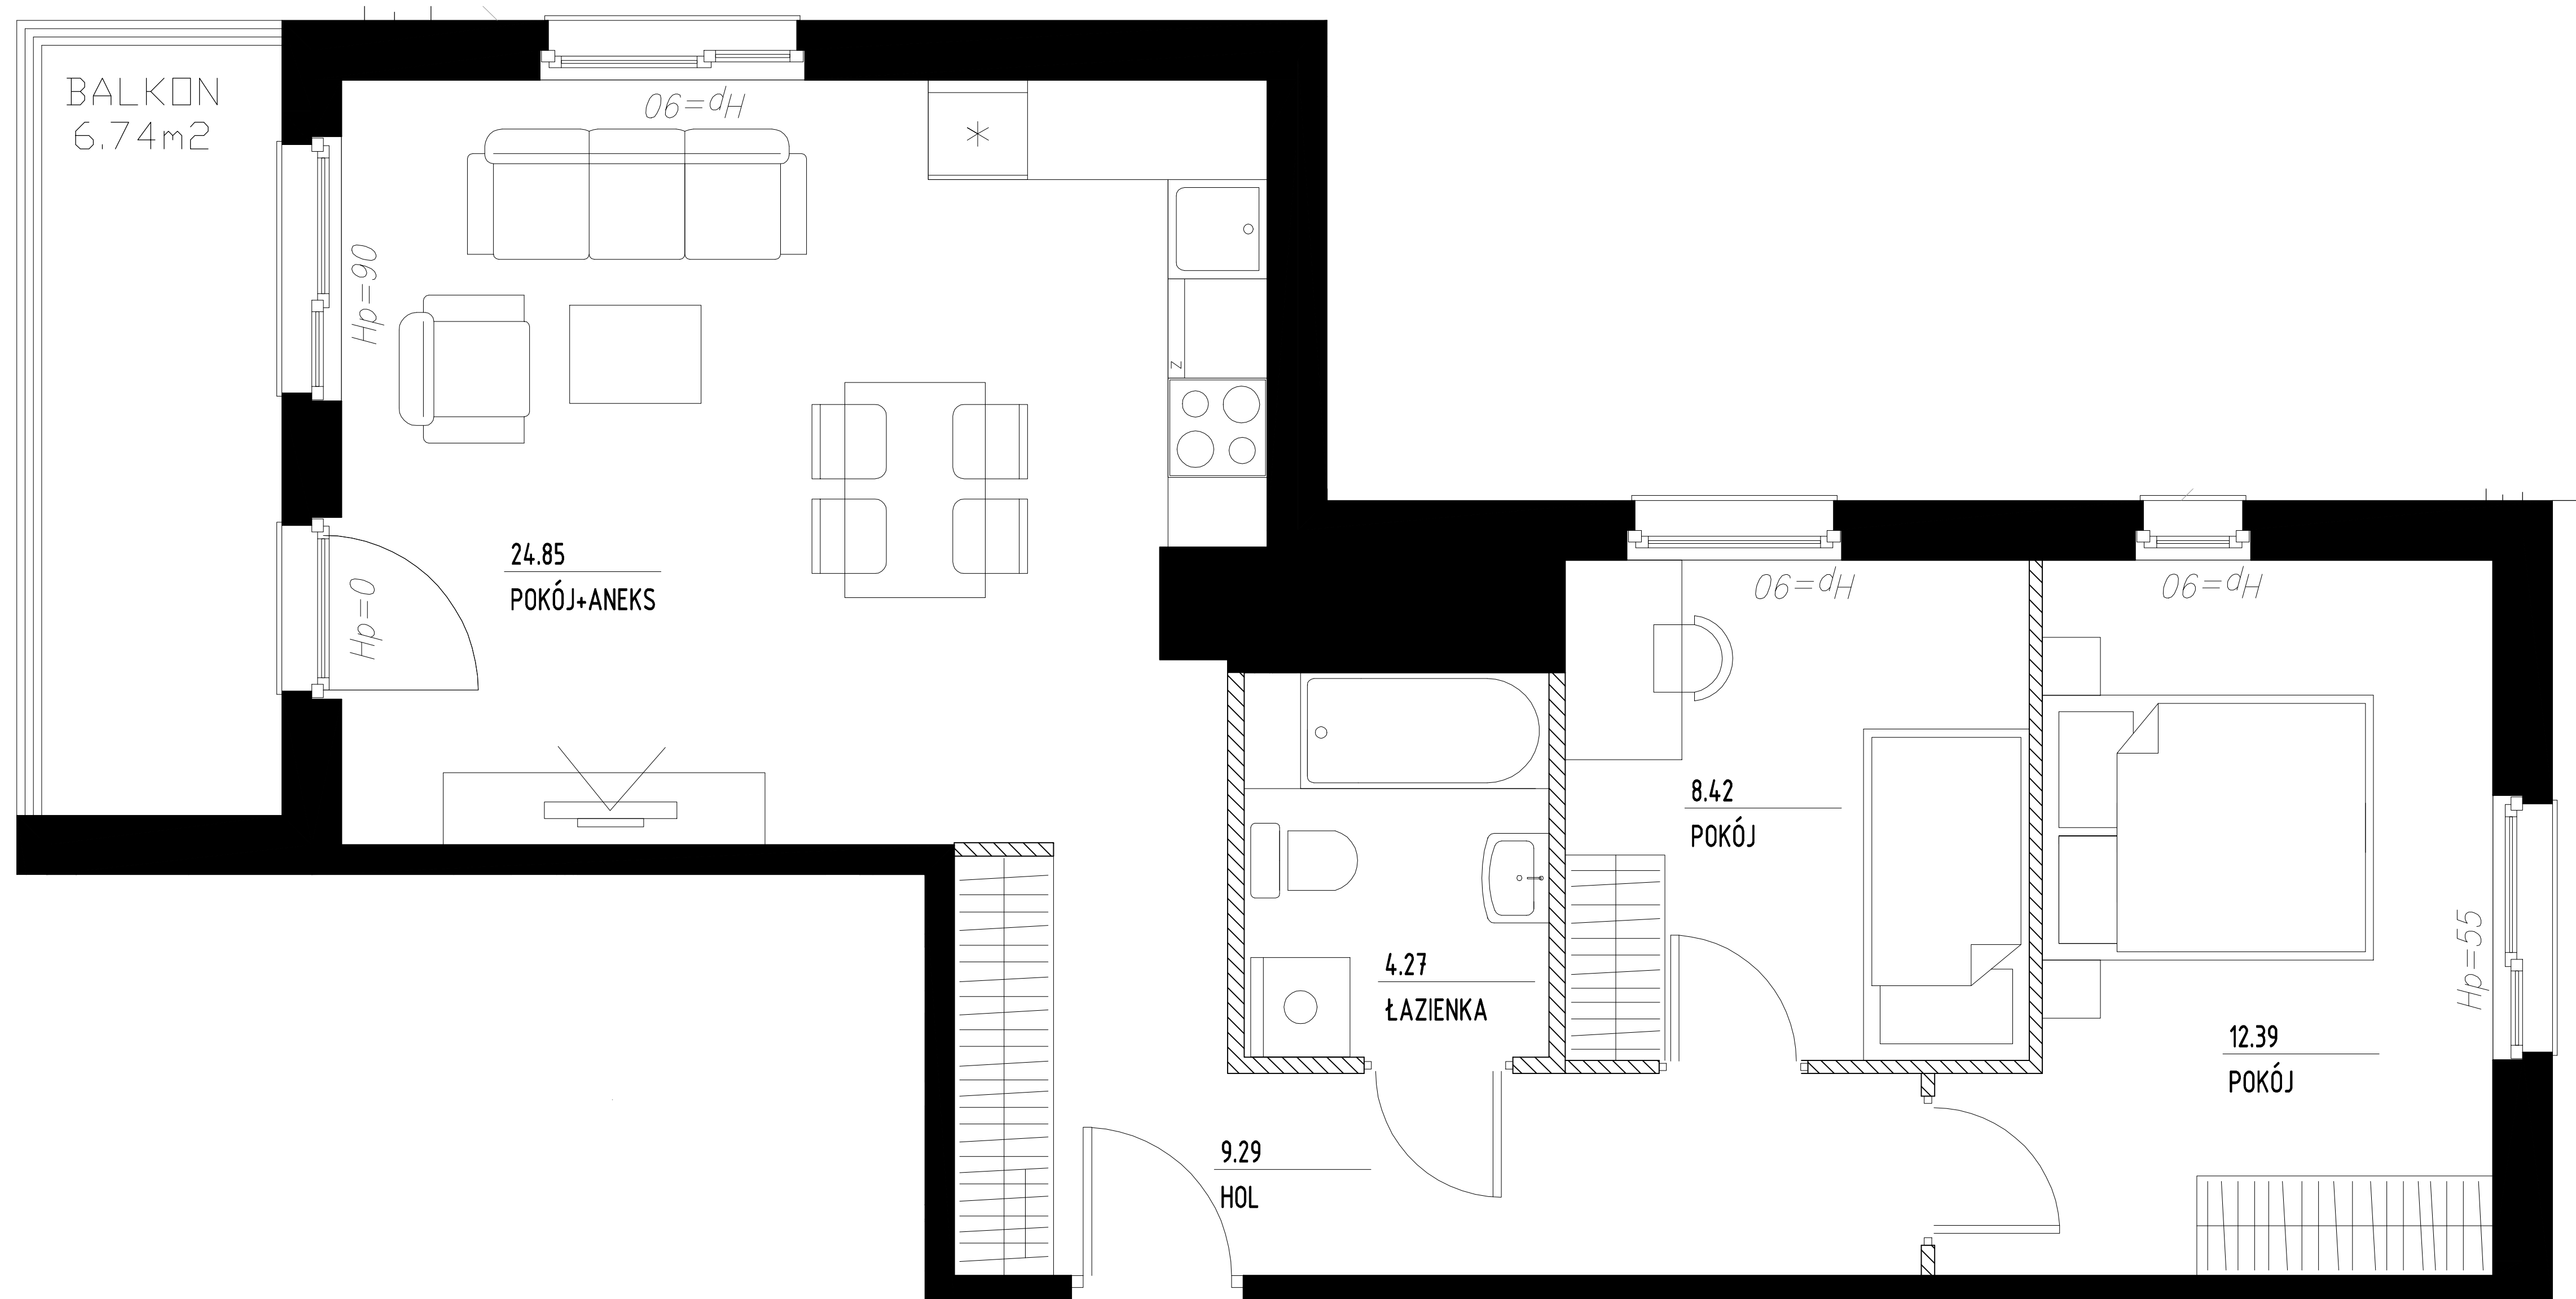 BALKON
6.74m2
Hp=90
Hp=90
Z
24.85
POKÓJ+ANEKS
Hp=0
Hp=90
Hp=90
8.42
POKÓJ
4.27
ŁAZIENKA
Hp=55
12.39
POKÓJ
9.29
HOL